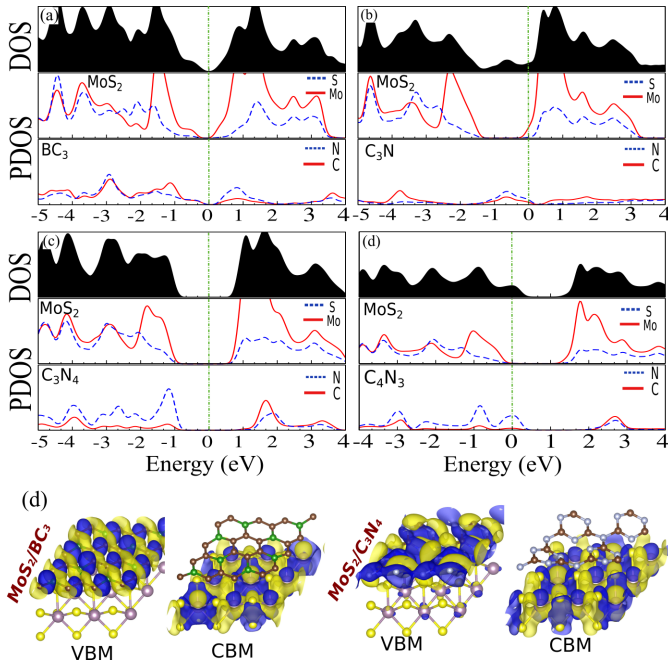 (a)
DOS
(b)
MoS2
S
Mo
MoS2
S
Mo
PDOS
BC3
N
C
C3N
N
C
-5 -4 -3 -2 -1 0 1 2 3 4
-5 -4 -3 -2 -1 0 1 2 3 4
(c)
DOS
(d)
MoS2
S
Mo
MoS2
S
Mo
PDOS
C3N4
N
C
C4N3
N
C
-5 -4 -3 -2 -1 0 1 2 3 4
-4 -3 -2 -1 0 1 2 3 4
Energy (eV)
Energy (eV)
(d)
MoS2/BC3
MoS2/C3N4
VBM
CBM
VBM
CBM